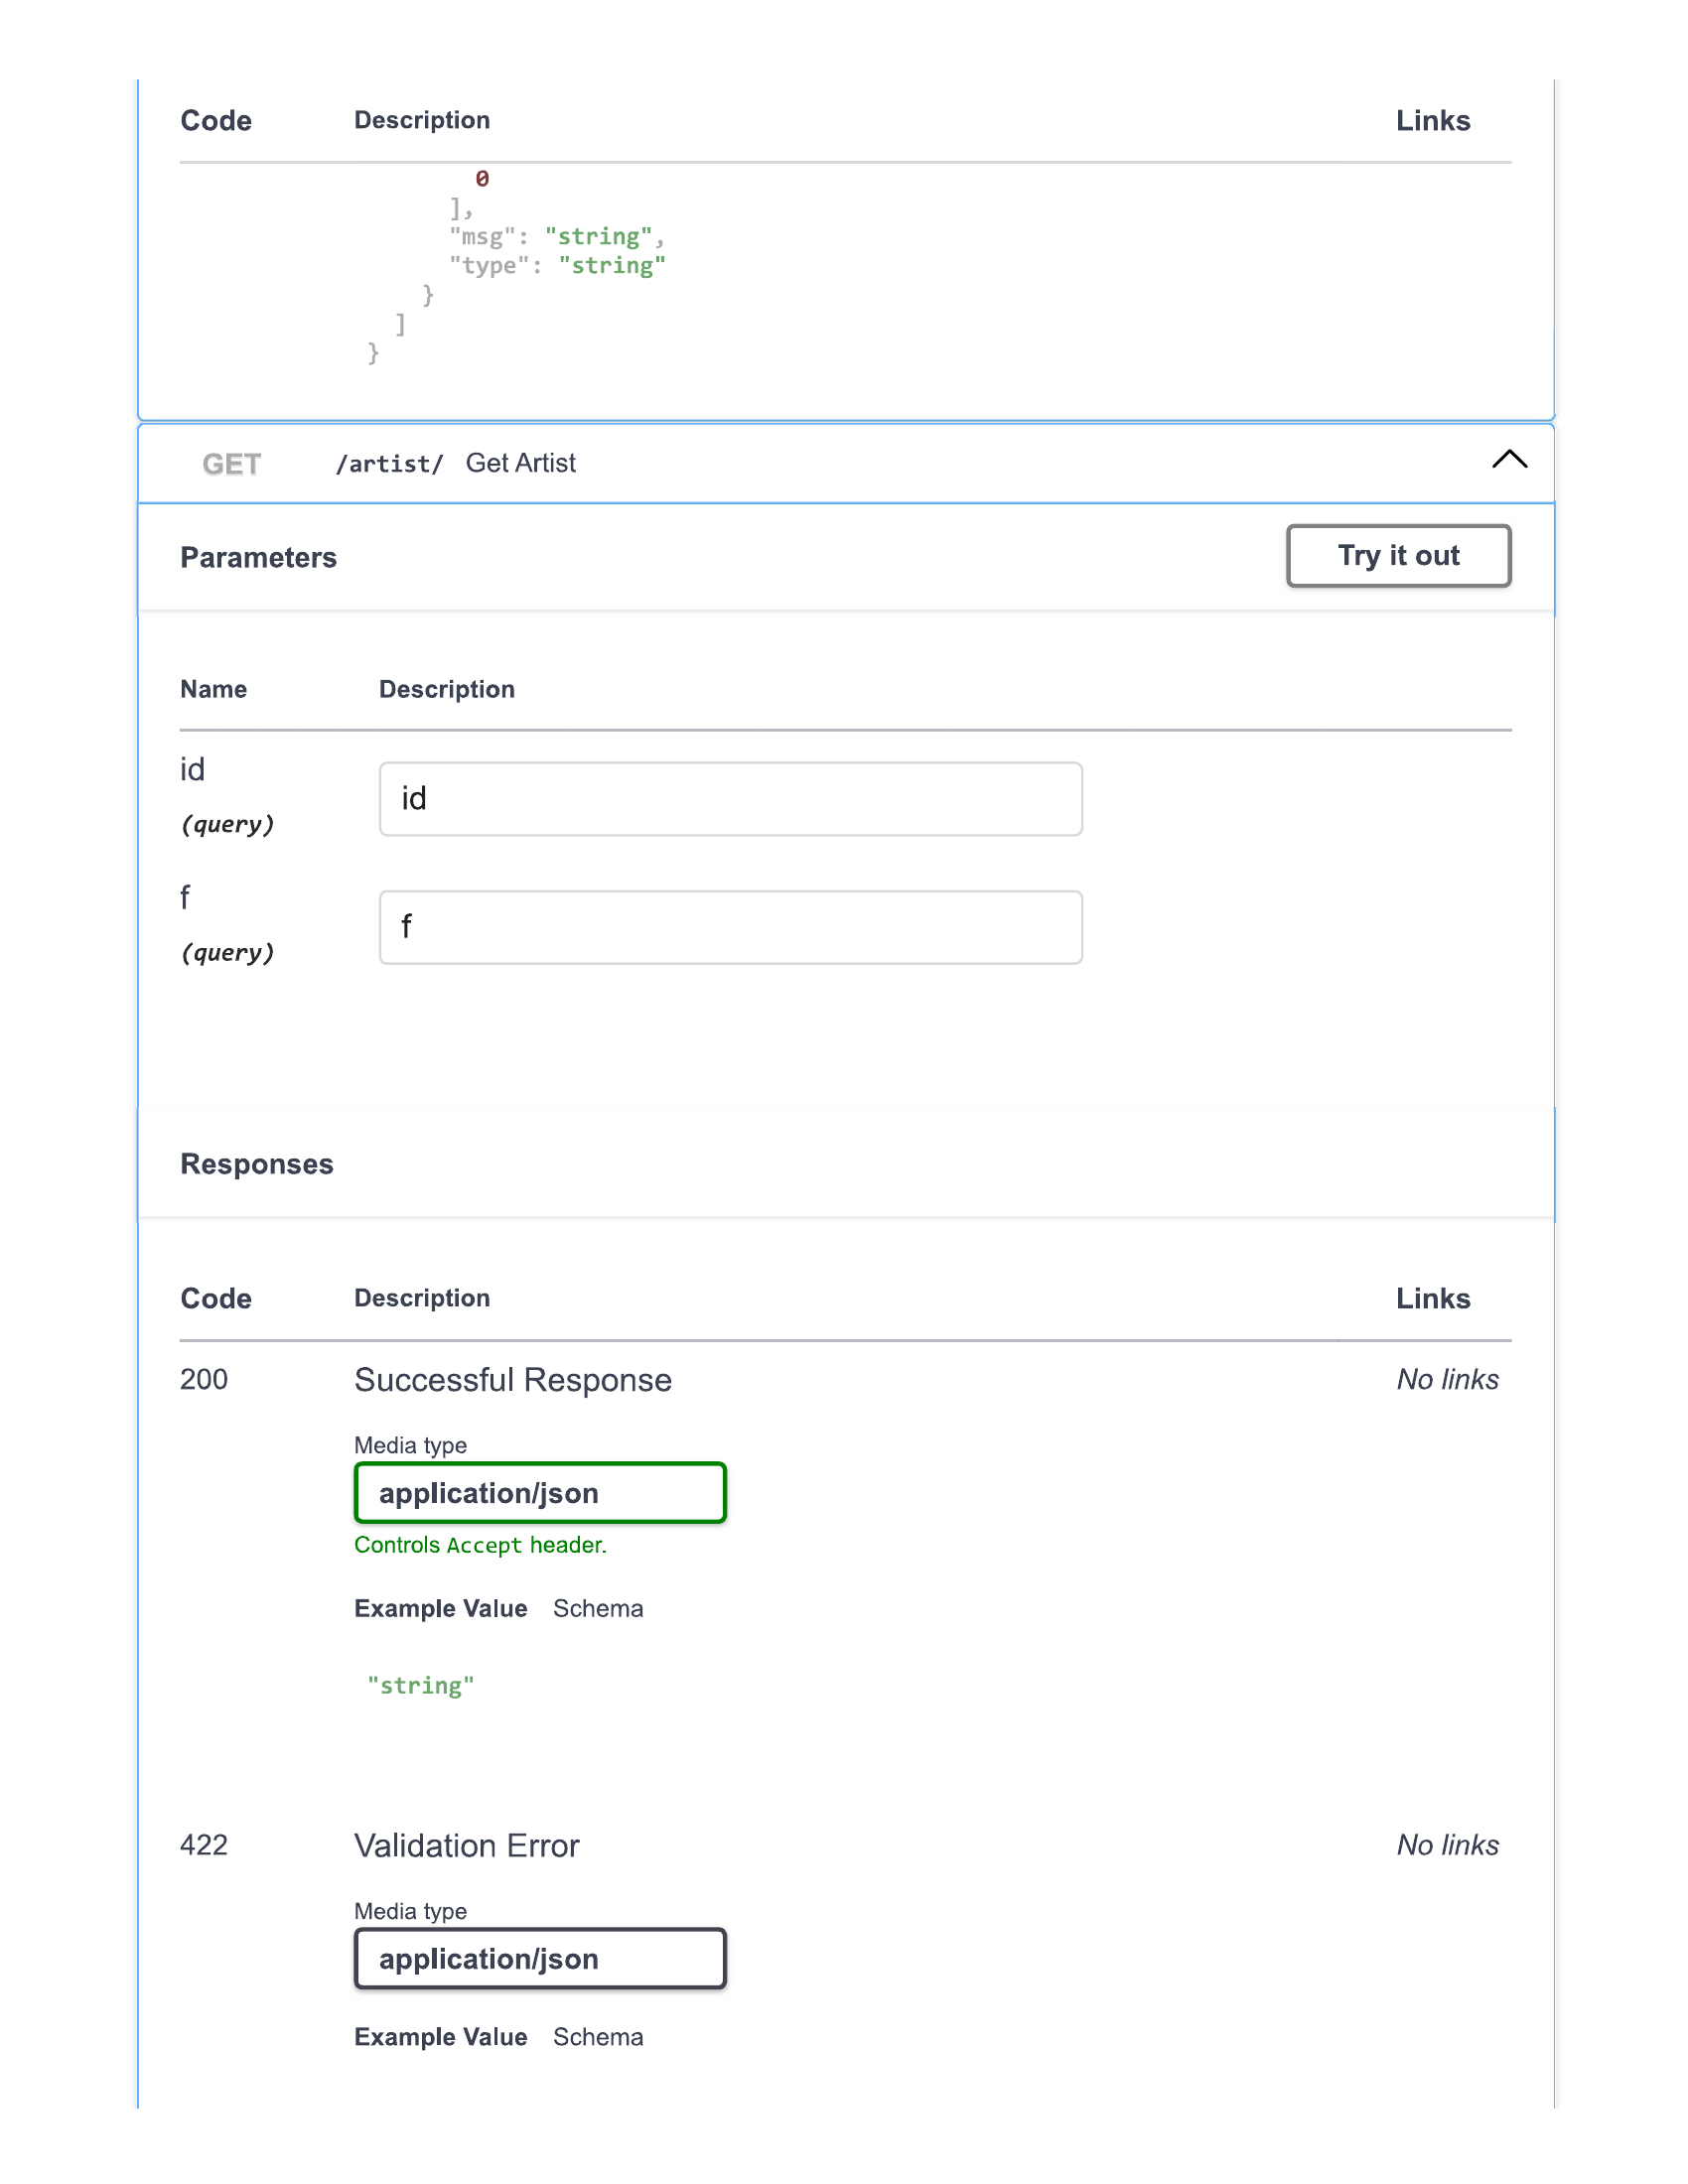 Code Description Links
0
],
"msg": "string",
"type": "string"
}
]
}
GET /artist/ Get Artist
Parameters Try it out
Name Description
id
id
(query)
f
f
(query)
Responses
Code Description Links
200 Successful Response No links
Media type
application/json
Controls Accept header.
Example Value Schema
"string"
422 Validation Error No links
Media type
application/json
Example Value Schema